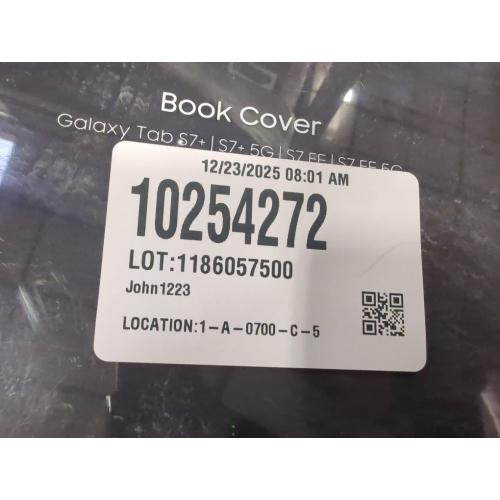 Book Cover
Galaxy Tab S7+ | S7+ 5G | S7 FE | S7 FE 5G
12/23/2025 08:01 AM
10254272
LOT:1186057500
John1223
LOCATION:1-A-0700-C-5